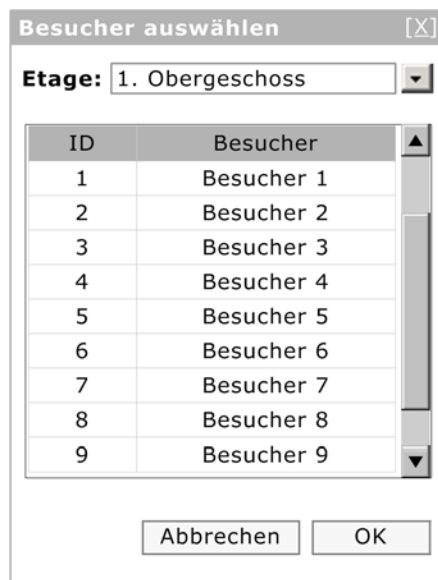 Besucher auswählen [X]
Etage: 1. Obergeschoss
ID Besucher
1 Besucher 1
2 Besucher 2
3 Besucher 3
4 Besucher 4
5 Besucher 5
6 Besucher 6
7 Besucher 7
8 Besucher 8
9 Besucher 9
Abbrechen OK